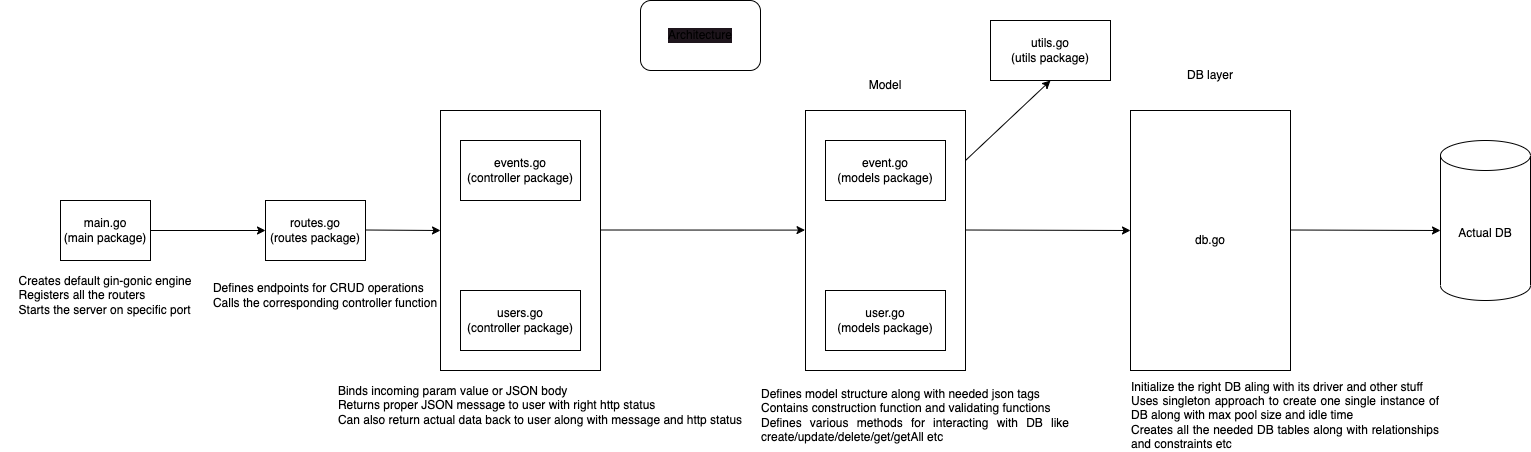 Architecture
utils.go
(utils package)
Model
DB layer
events.go
(controller package)
event.go
(models package)
main.go
(main package)
routes.go
(routes package)
db.go
Actual DB
Creates default gin-gonic engine
Registers all the routers
Starts the server on specific port
Defines endpoints for CRUD operations
Calls the corresponding controller function
users.go
(controller package)
user.go
(models package)
Binds incoming param value or JSON body
Returns proper JSON message to user with right http status
Can also return actual data back to user along with message and http status
Defines model structure along with needed json tags
Contains construction function and validating functions
Defines various methods for interacting with DB like
create/update/delete/get/getAll etc
Initialize the right DB aling with its driver and other stuff
Uses singleton approach to create one single instance of
DB along with max pool size and idle time
Creates all the needed DB tables along with relationships
and constraints etc